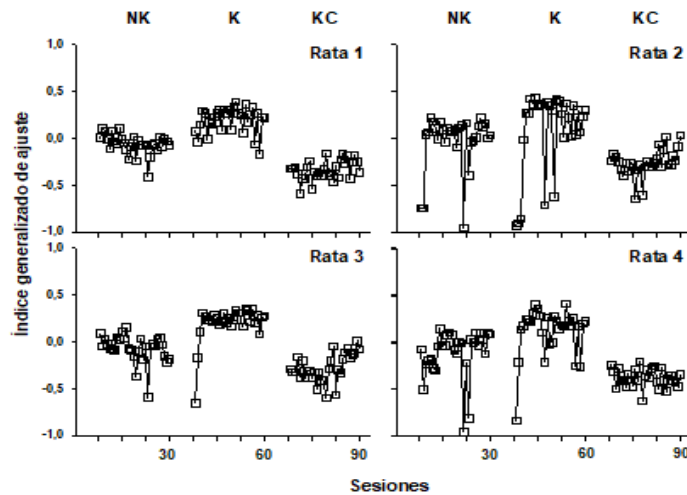 NK K KC NK K KC
Índice generalizado de ajuste
1,0 Rata 1 Rata 2
0,5
0,0
-0,5
-1,0
1,0 Rata 3 Rata 4
0,5
0,0
-0,5
-1,0
30 60 90 30 60 90
Sesiones